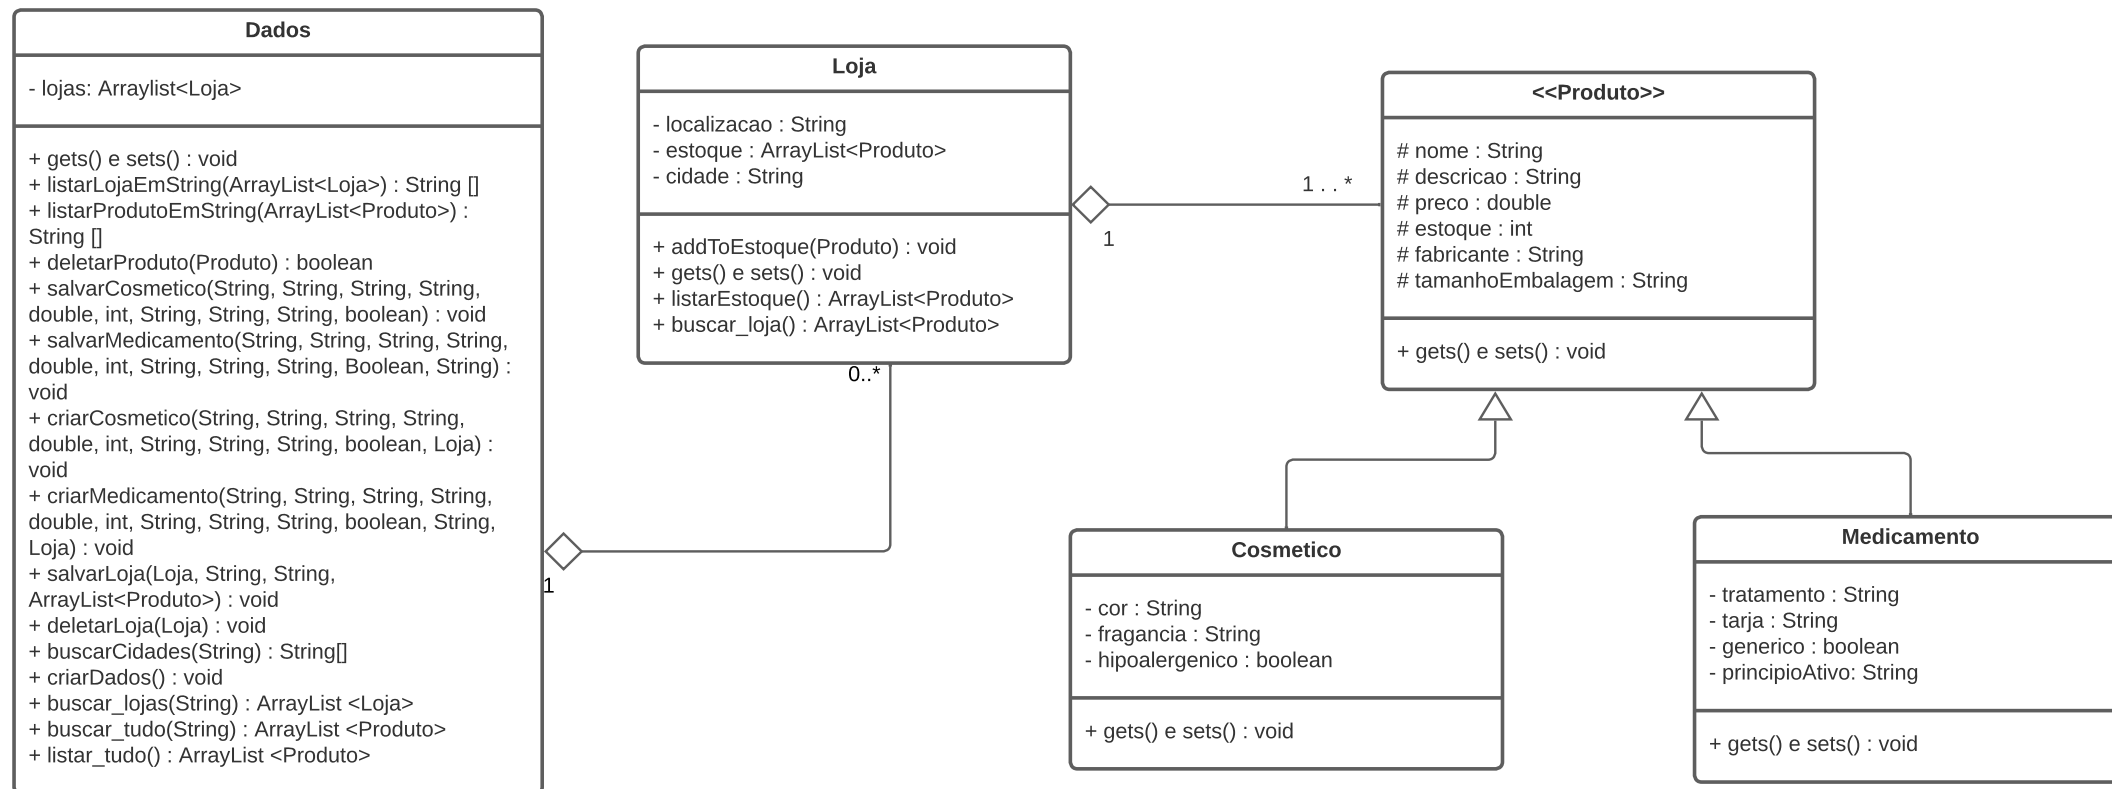 Dados
- lojas: Arraylist<Loja>
+ gets() e sets() : void
+ listarLojaEmString(ArrayList<Loja>) : String []
+ listarProdutoEmString(ArrayList<Produto>) :
String []
+ deletarProduto(Produto) : boolean
+ salvarCosmetico(String, String, String, String,
double, int, String, String, String, boolean) : void
+ salvarMedicamento(String, String, String, String,
double, int, String, String, String, Boolean, String) :
void
+ criarCosmetico(String, String, String, String,
double, int, String, String, String, boolean, Loja) :
void
+ criarMedicamento(String, String, String, String,
double, int, String, String, String, boolean, String,
Loja) : void
+ salvarLoja(Loja, String, String,
ArrayList<Produto>) : void
+ deletarLoja(Loja) : void
+ buscarCidades(String) : String[]
+ criarDados() : void
+ buscar_lojas(String) : ArrayList <Loja>
+ buscar_tudo(String) : ArrayList <Produto>
+ listar_tudo() : ArrayList <Produto>
1
Loja
- localizacao : String
- estoque : ArrayList<Produto>
- cidade : String
+ addToEstoque(Produto) : void
+ gets() e sets() : void
+ listarEstoque() : ArrayList<Produto>
+ buscar_loja() : ArrayList<Produto>
0..*
1
1 . . *
<<Produto>>
# nome : String
# descricao : String
# preco : double
# estoque : int
# fabricante : String
# tamanhoEmbalagem : String
+ gets() e sets() : void
Cosmetico
- cor : String
- fragancia : String
- hipoalergenico : boolean
+ gets() e sets() : void
Medicamento
- tratamento : String
- tarja : String
- generico : boolean
- principioAtivo: String
+ gets() e sets() : void